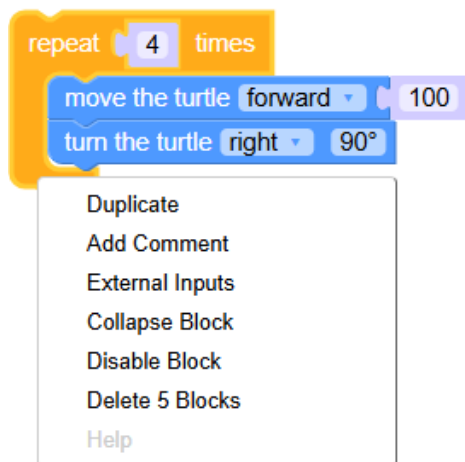 repeat 4 times
move the turtle forward 100
turn the turtle right 90°
Duplicate
Add Comment
External Inputs
Collapse Block
Disable Block
Delete 5 Blocks
Help